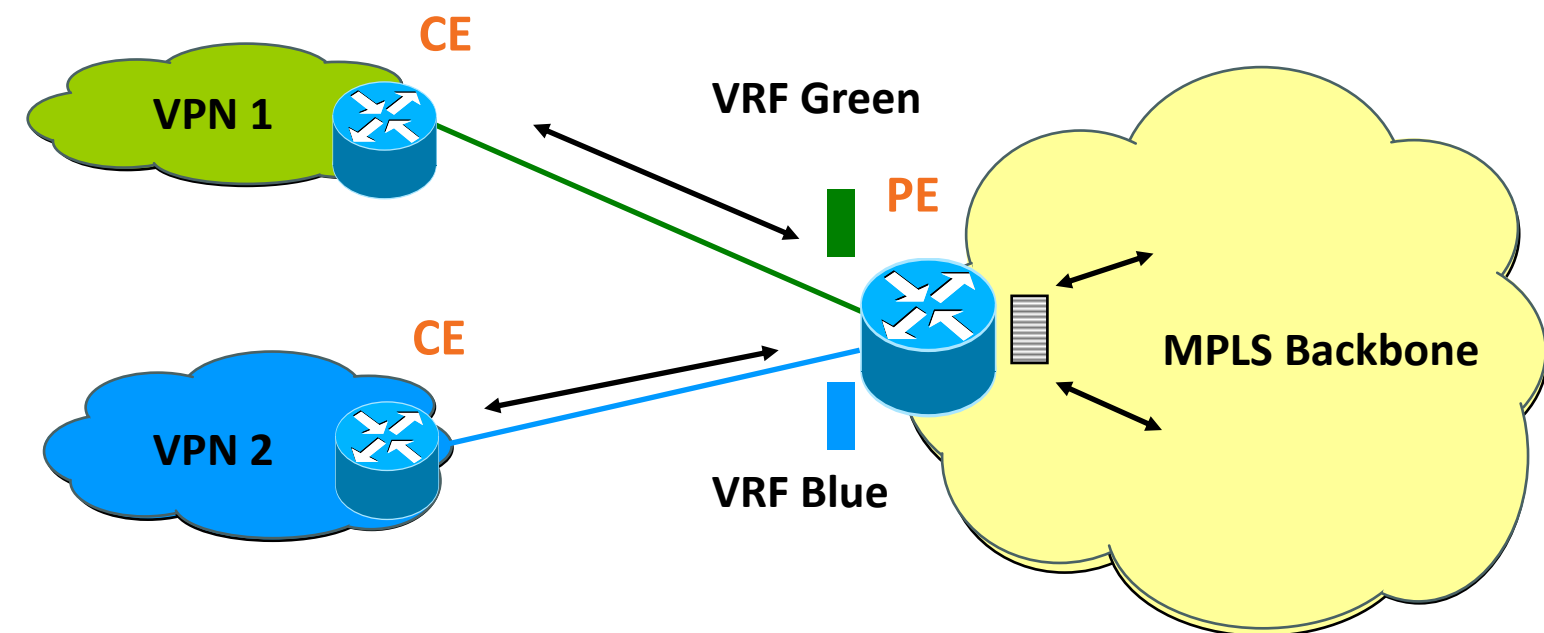 CE
VPN 1
VRF Green
PE
CE
MPLS Backbone
VPN 2
VRF Blue